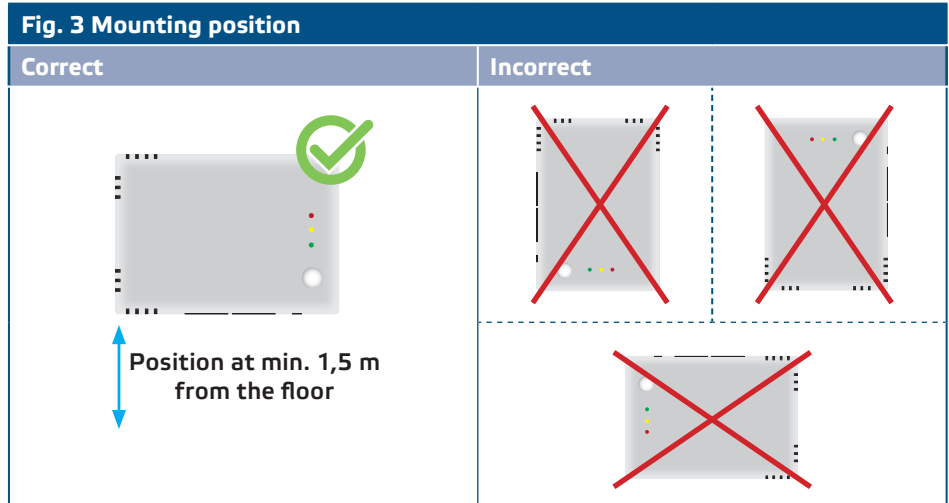 Fig. 3 Mounting position
Correct
Incorrect
Position at min. 1,5 m
from the floor